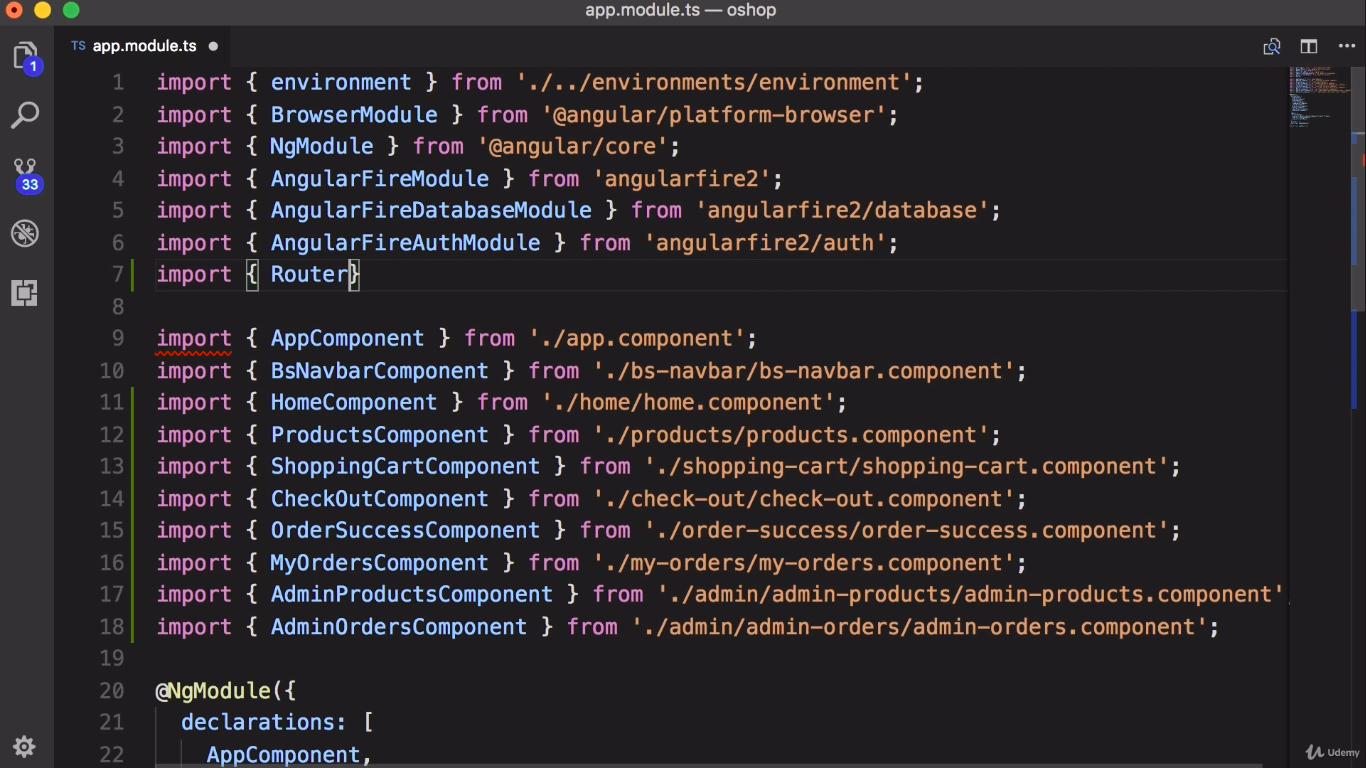 app.module.ts — oshop
TS app.module.ts
1
33
1 import { environment } from './../environments/environment';
2 import { BrowserModule } from '@angular/platform-browser';
3 import { NgModule } from '@angular/core';
4 import { AngularFireModule } from 'angularfire2';
5 import { AngularFireDatabaseModule } from 'angularfire2/database';
6 import { AngularFireAuthModule } from 'angularfire2/auth';
7 import { Router}
8
9 import { AppComponent } from './app.component';
10 import { BsNavbarComponent } from './bs-navbar/bs-navbar.component';
11 import { HomeComponent } from './home/home.component';
12 import { ProductsComponent } from './products/products.component';
13 import { ShoppingCartComponent } from './shopping-cart/shopping-cart.component';
14 import { CheckOutComponent } from './check-out/check-out.component';
15 import { OrderSuccessComponent } from './order-success/order-success.component';
16 import { MyOrdersComponent } from './my-orders/my-orders.component';
17 import { AdminProductsComponent } from './admin/admin-products/admin-products.component'
18 import { AdminOrdersComponent } from './admin/admin-orders/admin-orders.component';
19
20 @NgModule({
21 declarations: [
22 AppComponent,
Udemy